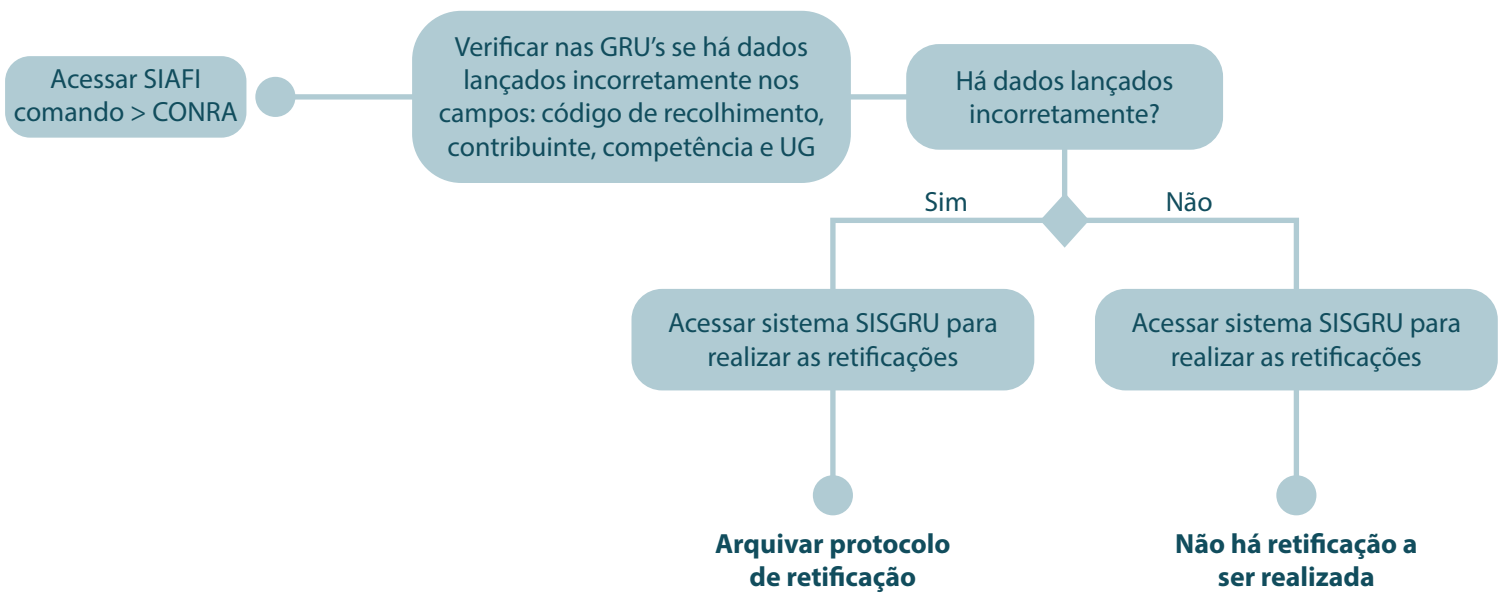 Acessar SIAFI
comando > CONRA
Verificar nas GRU's se há dados
lançados incorretamente nos
campos: código de recolhimento,
contribuinte, competência e UG
Há dados lançados
incorretamente?
Sim
Não
Acessar sistema SISGRU para
realizar as retificações
Acessar sistema SISGRU para
realizar as retificações
Arquivar protocolo
de retificação
Não há retificação a
ser realizada